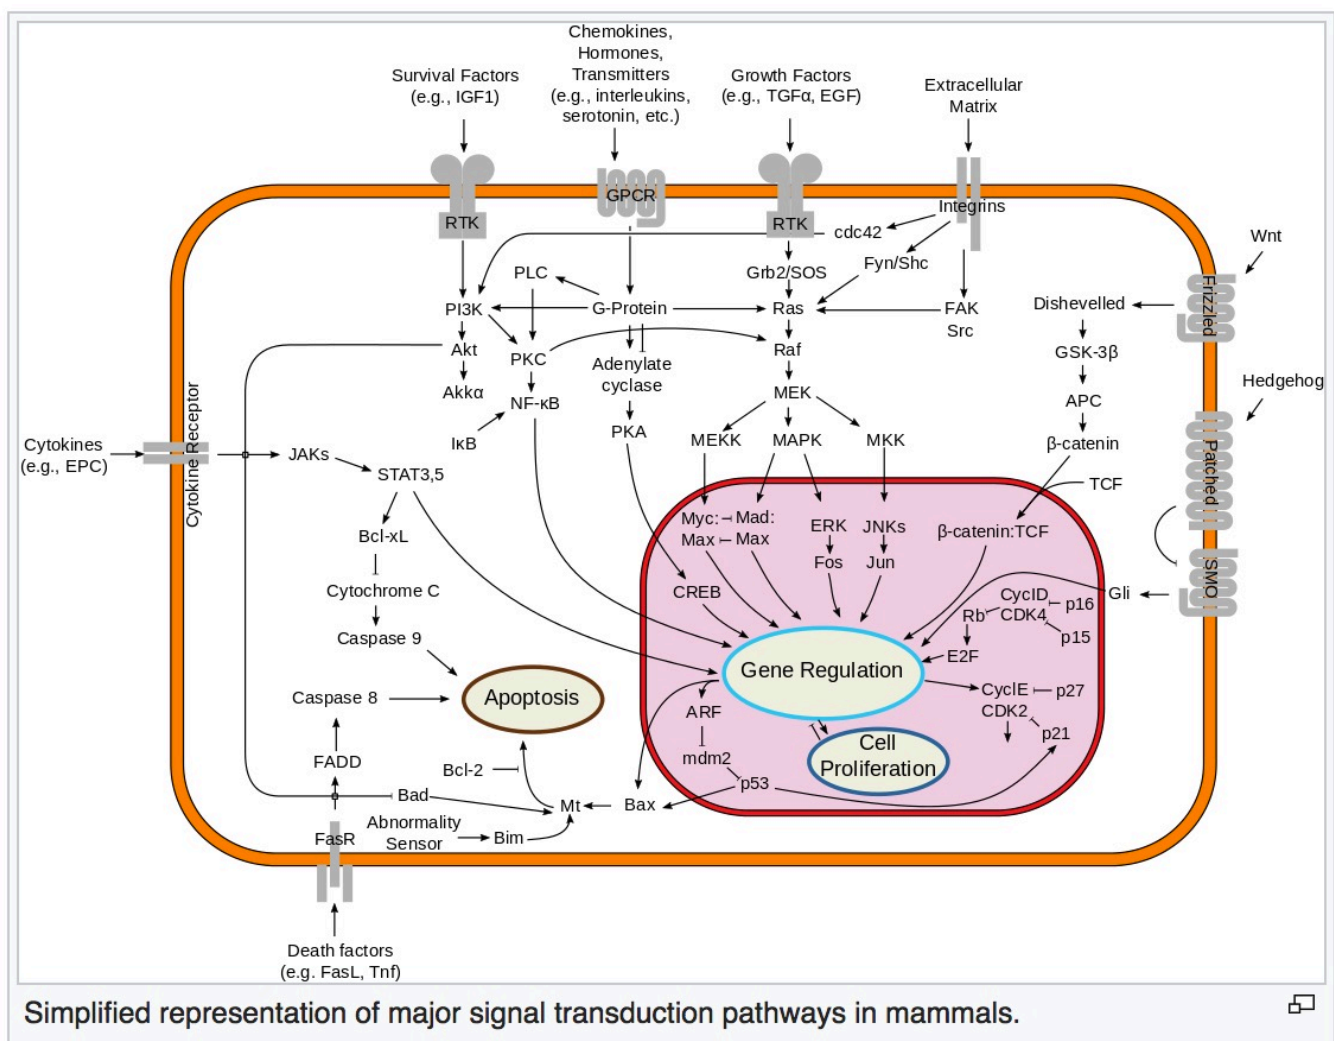 Chemokines,
Hormones,
Transmitters
(e.g., interleukins,
serotonin, etc.)
Survival Factors
(e.g., IGF1)
Growth Factors
(e.g., TGFα, EGF)
Extracellular
Matrix
RTK
GPCR
RTK
Integrins
cdc42
Wnt
Fyn/Shc
PLC
Grb2/SOS
Frizzled
Dishevelled
PI3K
G-Protein
Ras
FAK
Src
Akt
PKC
Adenylate
cyclase
Raf
GSK-3β
Hedgehog
Akkα
NF-κB
MEK
APC
Cytokine Receptor
IκB
PKA
MEKK
MAPK
MKK
β-catenin
Patched
Cytokines
(e.g., EPC)
JAKs
STAT3,5
TCF
Myc:
Mad:
Max
Max
ERK
JNKs
β-catenin:TCF
Bcl-xL
Fos
Jun
SMO
Cytochrome C
CREB
Gli
CycID
CDK4
p16
Rb
p15
Caspase 9
E2F
Gene Regulation
Caspase 8
Apoptosis
CyclE
CDK2
p27
ARF
p21
Cell
Proliferation
FADD
mdm2
Bcl-2
p53
Bad
Mt
Bax
Abnormality
Sensor
Bim
FasR
Death factors
(e.g. FasL, Tnf)
Simplified representation of major signal transduction pathways in mammals.